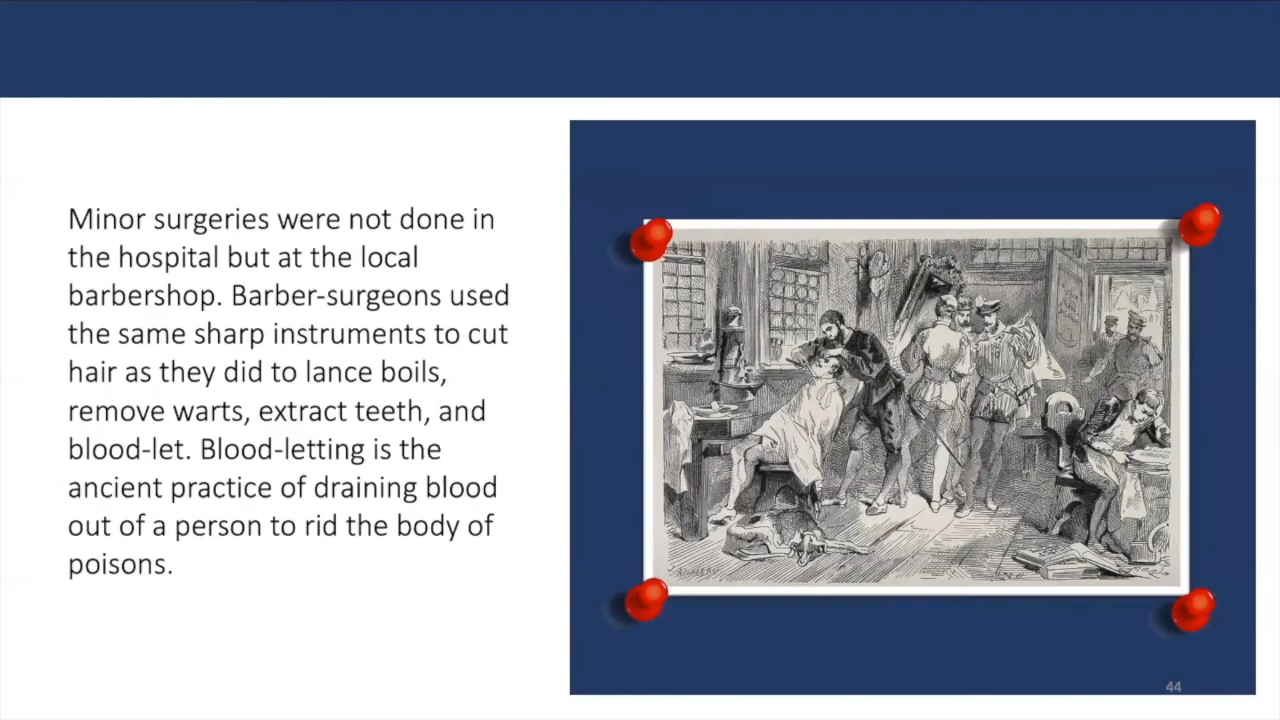 Minor surgeries were not done in
the hospital but at the local
barbershop. Barber-surgeons used
the same sharp instruments to cut
hair as they did to lance boils,
remove warts, extract teeth, and
blood-let. Blood-letting is the
ancient practice of draining blood
out of a person to rid the body of
poisons.
44